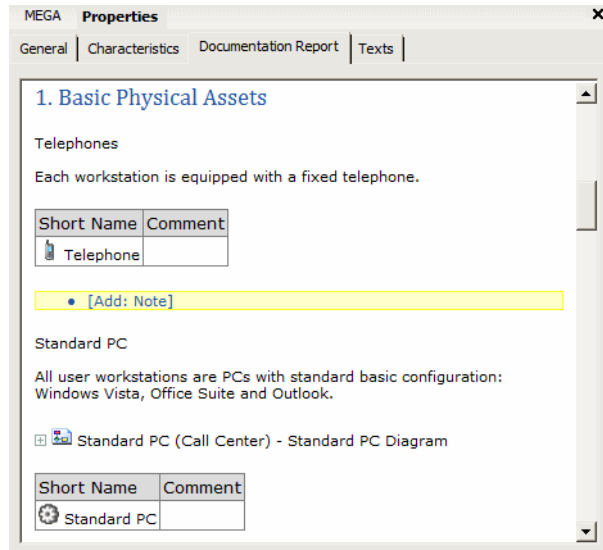 MEGA Properties
General Characteristics Documentation Report Texts
1. Basic Physical Assets
Telephones
Each workstation is equipped with a fixed telephone.
Short Name Comment
Telephone
• [Add: Note]
Standard PC
All user workstations are PCs with standard basic configuration:
Windows Vista, Office Suite and Outlook.
Standard PC (Call Center) - Standard PC Diagram
Short Name Comment
Standard PC